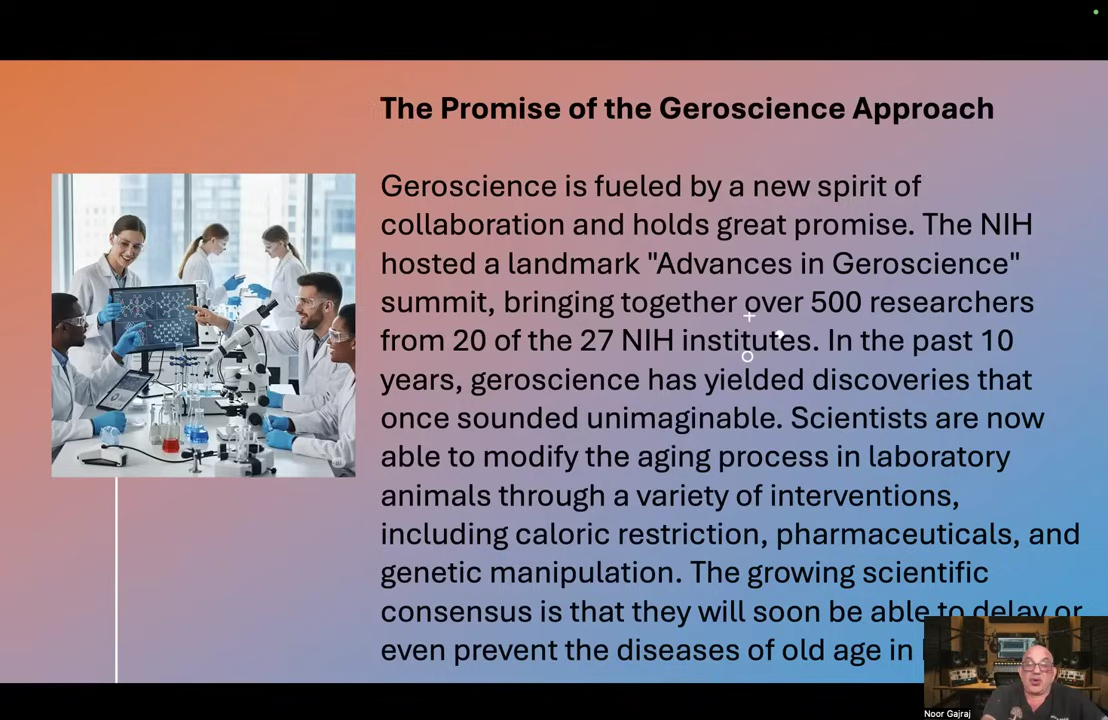 The Promise of the Geroscience Approach
Geroscience is fueled by a new spirit of
collaboration and holds great promise. The NIH
hosted a landmark "Advances in Geroscience"
summit, bringing together over 500 researchers
from 20 of the 27 NIH institutes. In the past 10
years, geroscience has yielded discoveries that
once sounded unimaginable. Scientists are now
able to modify the aging process in laboratory
animals through a variety of interventions,
including caloric restriction, pharmaceuticals, and
genetic manipulation. The growing scientific
consensus is that they will soon be able to delay or
even prevent the diseases of old age in
Noor Gajraj